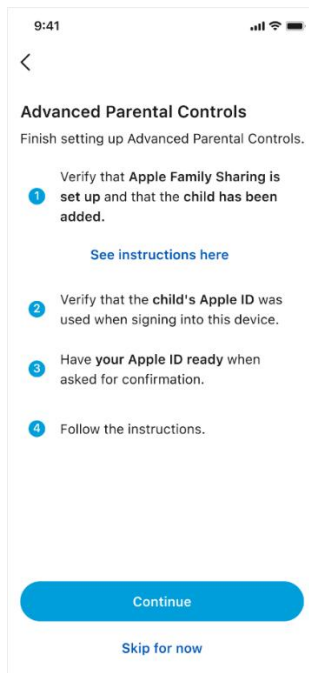 9:41
Advanced Parental Controls
Finish setting up Advanced Parental Controls.
1
Verify that Apple Family Sharing is
set up and that the child has been
added.
See instructions here
2
Verify that the child's Apple ID was
used when signing into this device.
3
Have your Apple ID ready when
asked for confirmation.
4
Follow the instructions.
Continue
Skip for now